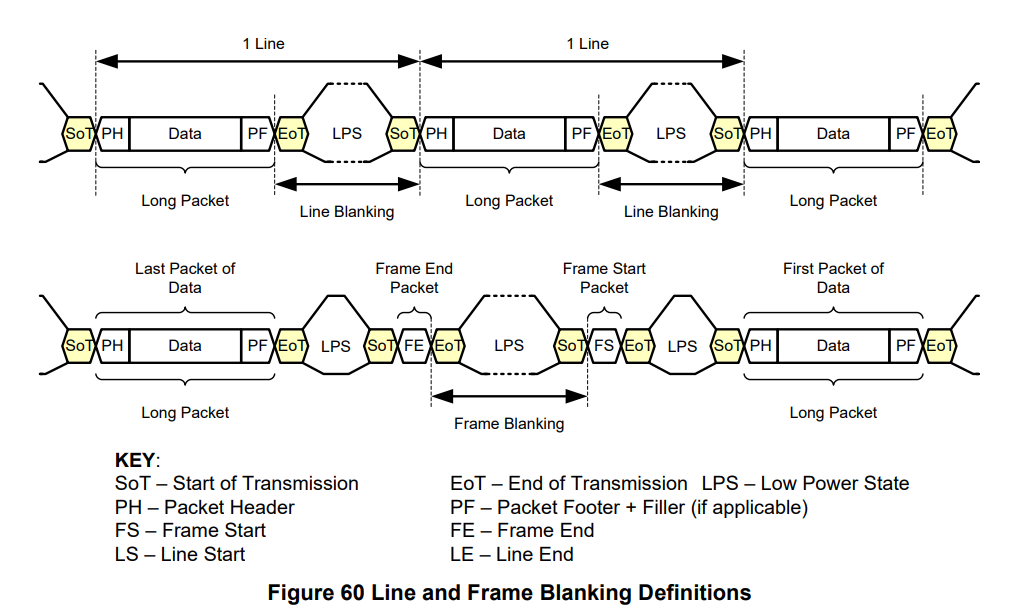 1 Line 1 Line
SoT PH Data PF EoT LPS SoT PH Data PF EoT LPS SoT PH Data PF EoT
Long Packet Long Packet Long Packet
Line Blanking Line Blanking
Last Packet of Frame End Frame Start First Packet of
Data Packet Packet Data
SoT PH Data PF EoT LPS SoT FE EoT LPS SoT FS EoT LPS SoT PH Data PF EoT
Long Packet Long Packet
Frame Blanking
KEY:
SoT – Start of Transmission EoT – End of Transmission LPS – Low Power State
PH – Packet Header PF – Packet Footer + Filler (if applicable)
FS – Frame Start FE – Frame End
LS – Line Start LE – Line End
Figure 60 Line and Frame Blanking Definitions